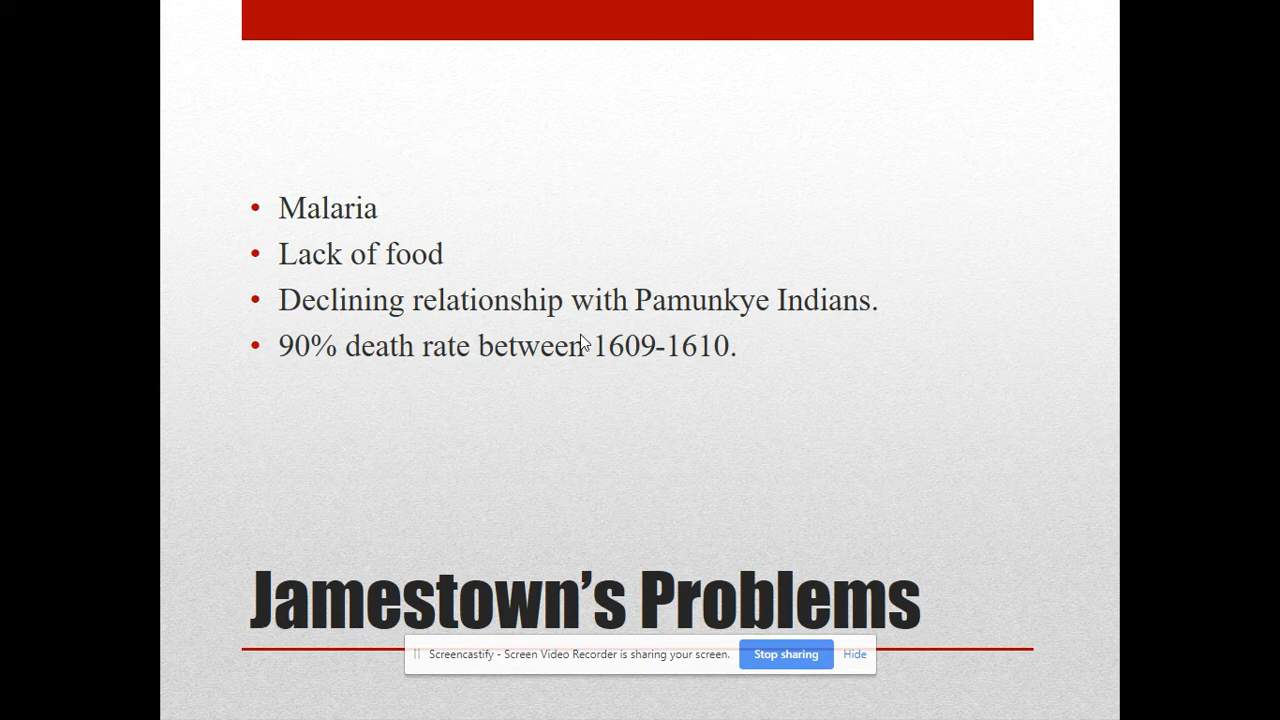 • Malaria
• Lack of food
• Declining relationship with Pamunkye Indians.
• 90% death rate between 1609-1610.
Jamestown’s Problems
Screencastify - Screen Video Recorder is sharing your screen. Stop sharing Hide